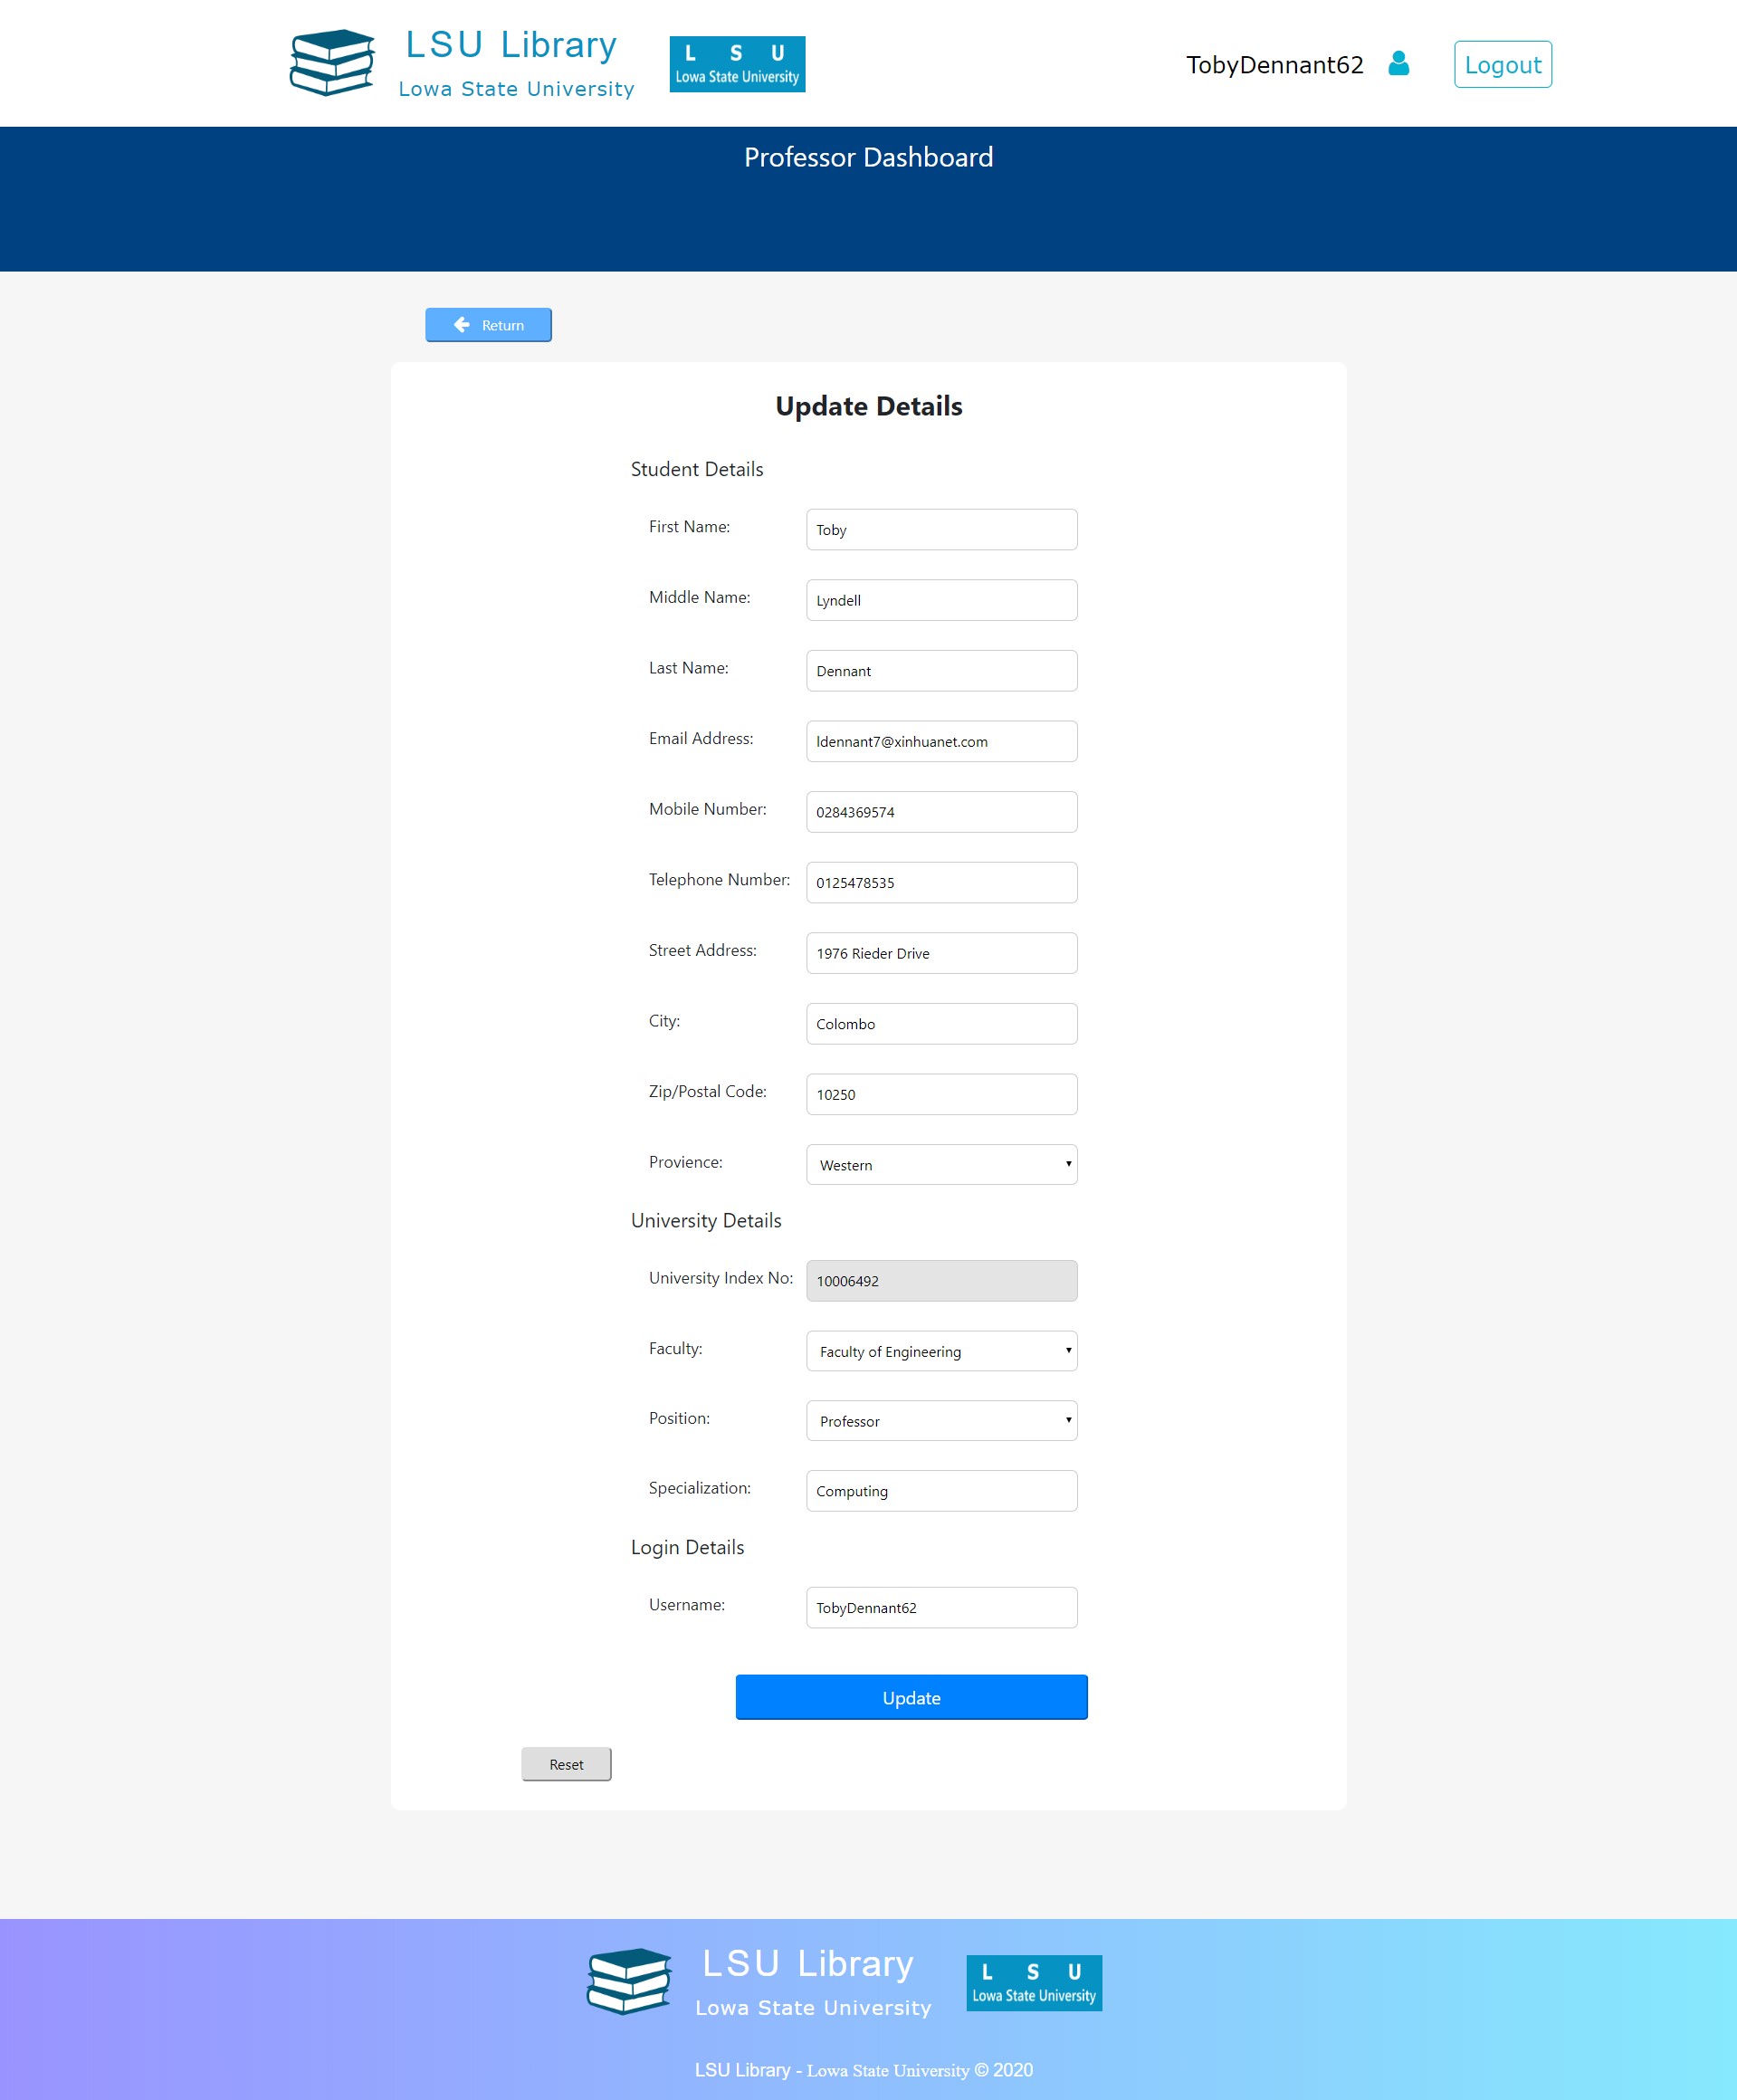 LSU Library
Lowa State University
L S U
Lowa State University
TobyDennant62
Logout
Professor Dashboard
Return
Update Details
Student Details
First Name: Toby
Middle Name: Lyndell
Last Name: Dennant
Email Address: ldennant7@xinhuanet.com
Mobile Number: 0284369574
Telephone Number: 0125478535
Street Address: 1976 Rieder Drive
City: Colombo
Zip/Postal Code: 10250
Provience: Western
University Details
University Index No: 10006492
Faculty: Faculty of Engineering
Position: Professor
Specialization: Computing
Login Details
Username: TobyDennant62
Update
Reset
LSU Library
Lowa State University
L S U
Lowa State University
LSU Library - Lowa State University © 2020